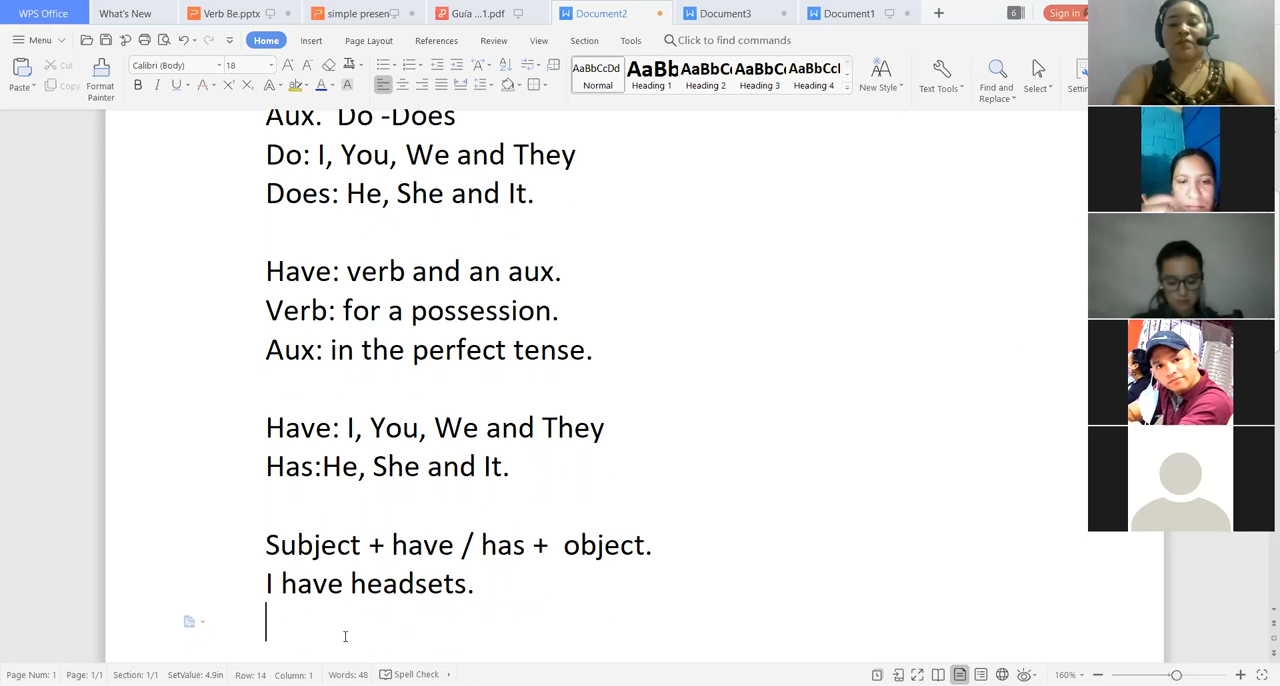 WPS Office
What's New
Verb Be.pptx
simple presen
Guía ...1.pdf
Document2
Document3
Document1
6
Sign in
Menu
Home
Insert
Page Layout
References
Review
View
Section
Tools
Click to find commands
Paste
Cut
Copy
Format
Painter
Calibri (Body)
18
AaBbCcDd
Normal
AaBb
Heading 1
AaBbC
Heading 2
AaBbC
Heading 3
AaBbCcl
Heading 4
New Style
Text Tools
Find and
Replace
Select
Aux. Do -Does
Do: I, You, We and They
Does: He, She and It.
Have: verb and an aux.
Verb: for a possession.
Aux: in the perfect tense.
Have: I, You, We and They
Has:He, She and It.
Subject + have / has + object.
I have headsets.
Page Num: 1
Page: 1/1
Section: 1/1
SetValue: 4.9in
Row: 14
Column: 1
Words: 48
Spell Check
160%